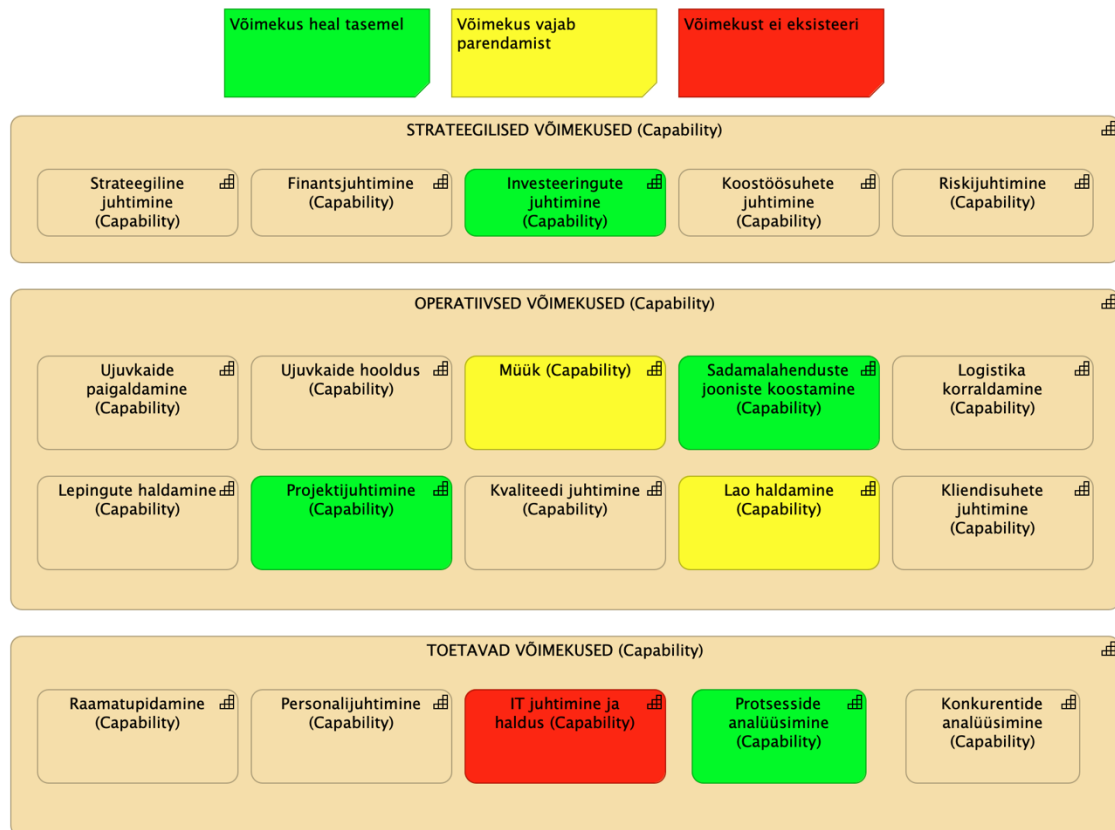 Võimekus heal tasemel
Võimekus vajab
parendamist
Võimekust ei eksisteeri
STRATEEGILISED VÕIMEKUSED (Capability)
Strateegiline
juhtimine
(Capability)
Finantsjuhtimine
(Capability)
Investeeringute
juhtimine
(Capability)
Koostöösuhete
juhtimine
(Capability)
Riskijuhtimine
(Capability)
OPERATIIVSED VÕIMEKUSED (Capability)
Ujuvkaide
paigaldamine
(Capability)
Ujuvkaide hooldus
(Capability)
Müük (Capability)
Sadamalahenduste
jooniste koostamine
(Capability)
Logistika
korraldamine
(Capability)
Lepingute haldamine
(Capability)
Projektijuhtimine
(Capability)
Kvaliteedi juhtimine
(Capability)
Lao haldamine
(Capability)
Kliendisuhete
juhtimine
(Capability)
TOETAVAD VÕIMEKUSED (Capability)
Raamatupidamine
(Capability)
Personalijuhtimine
(Capability)
IT juhtimine ja
haldus (Capability)
Protsesside
analüüsimine
(Capability)
Konkurentide
analüüsimine
(Capability)